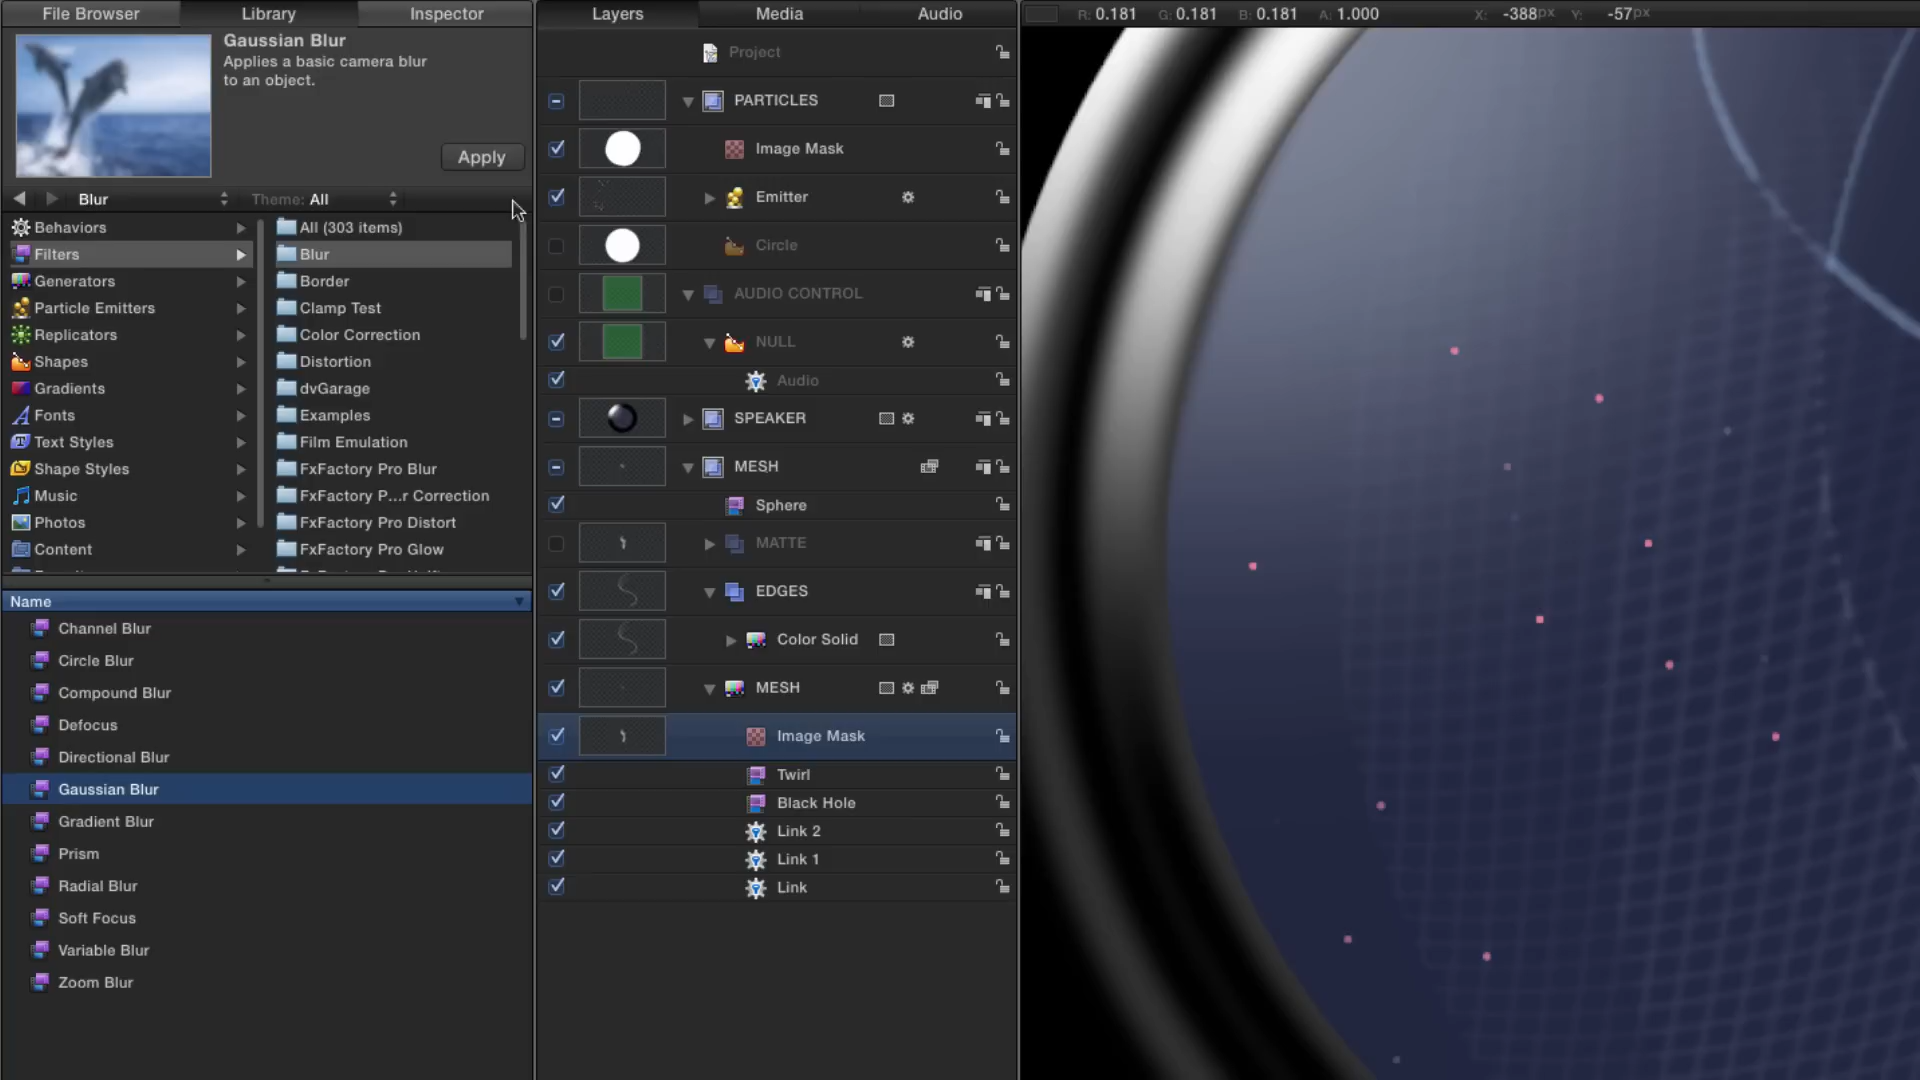 File Browser
Library
Inspector
Gaussian Blur
Applies a basic camera blur
to an object.
Apply
Blur
Theme: All
Behaviors
Filters
Generators
Particle Emitters
Replicators
Shapes
Gradients
Fonts
Text Styles
Shape Styles
Music
Photos
Content
All (303 items)
Blur
Border
Clamp Test
Color Correction
Distortion
dvGarage
Examples
Film Emulation
FxFactory Pro Blur
FxFactory P...r Correction
FxFactory Pro Distort
FxFactory Pro Glow
Name
Channel Blur
Circle Blur
Compound Blur
Defocus
Directional Blur
Gaussian Blur
Gradient Blur
Prism
Radial Blur
Soft Focus
Variable Blur
Zoom Blur
Layers
Media
Audio
Project
PARTICLES
Image Mask
Emitter
Circle
AUDIO CONTROL
NULL
Audio
SPEAKER
MESH
Sphere
MATTE
EDGES
Color Solid
MESH
Image Mask
Twirl
Black Hole
Link 2
Link 1
Link
R: 0.181 G: 0.181 B: 0.181 A: 1.000 X: -388px Y: -57px